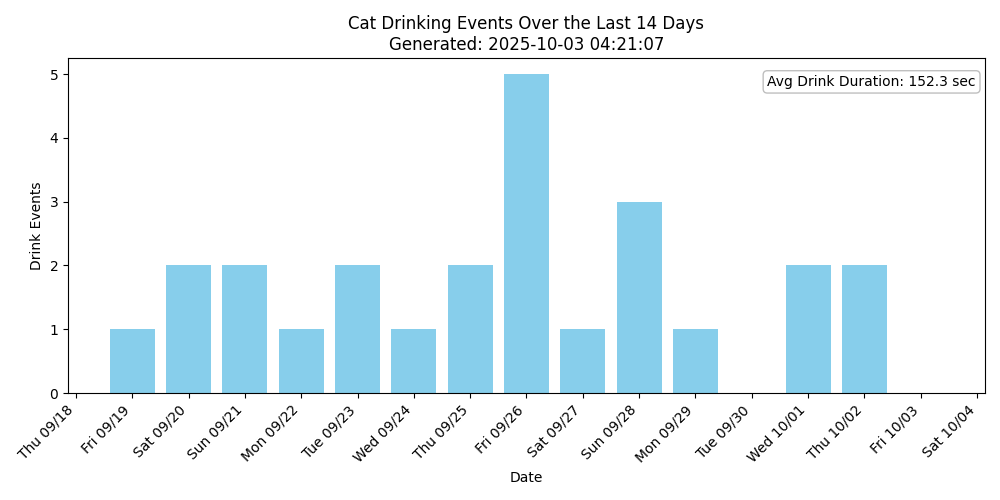 Cat Drinking Events Over the Last 14 Days
Generated: 2025-10-03 04:21:07
Avg Drink Duration: 152.3 sec
Drink Events
5
4
3
2
1
0
Thu 09/18
Fri 09/19
Sat 09/20
Sun 09/21
Mon 09/22
Tue 09/23
Wed 09/24
Thu 09/25
Fri 09/26
Sat 09/27
Sun 09/28
Mon 09/29
Tue 09/30
Wed 10/01
Thu 10/02
Fri 10/03
Sat 10/04
Date